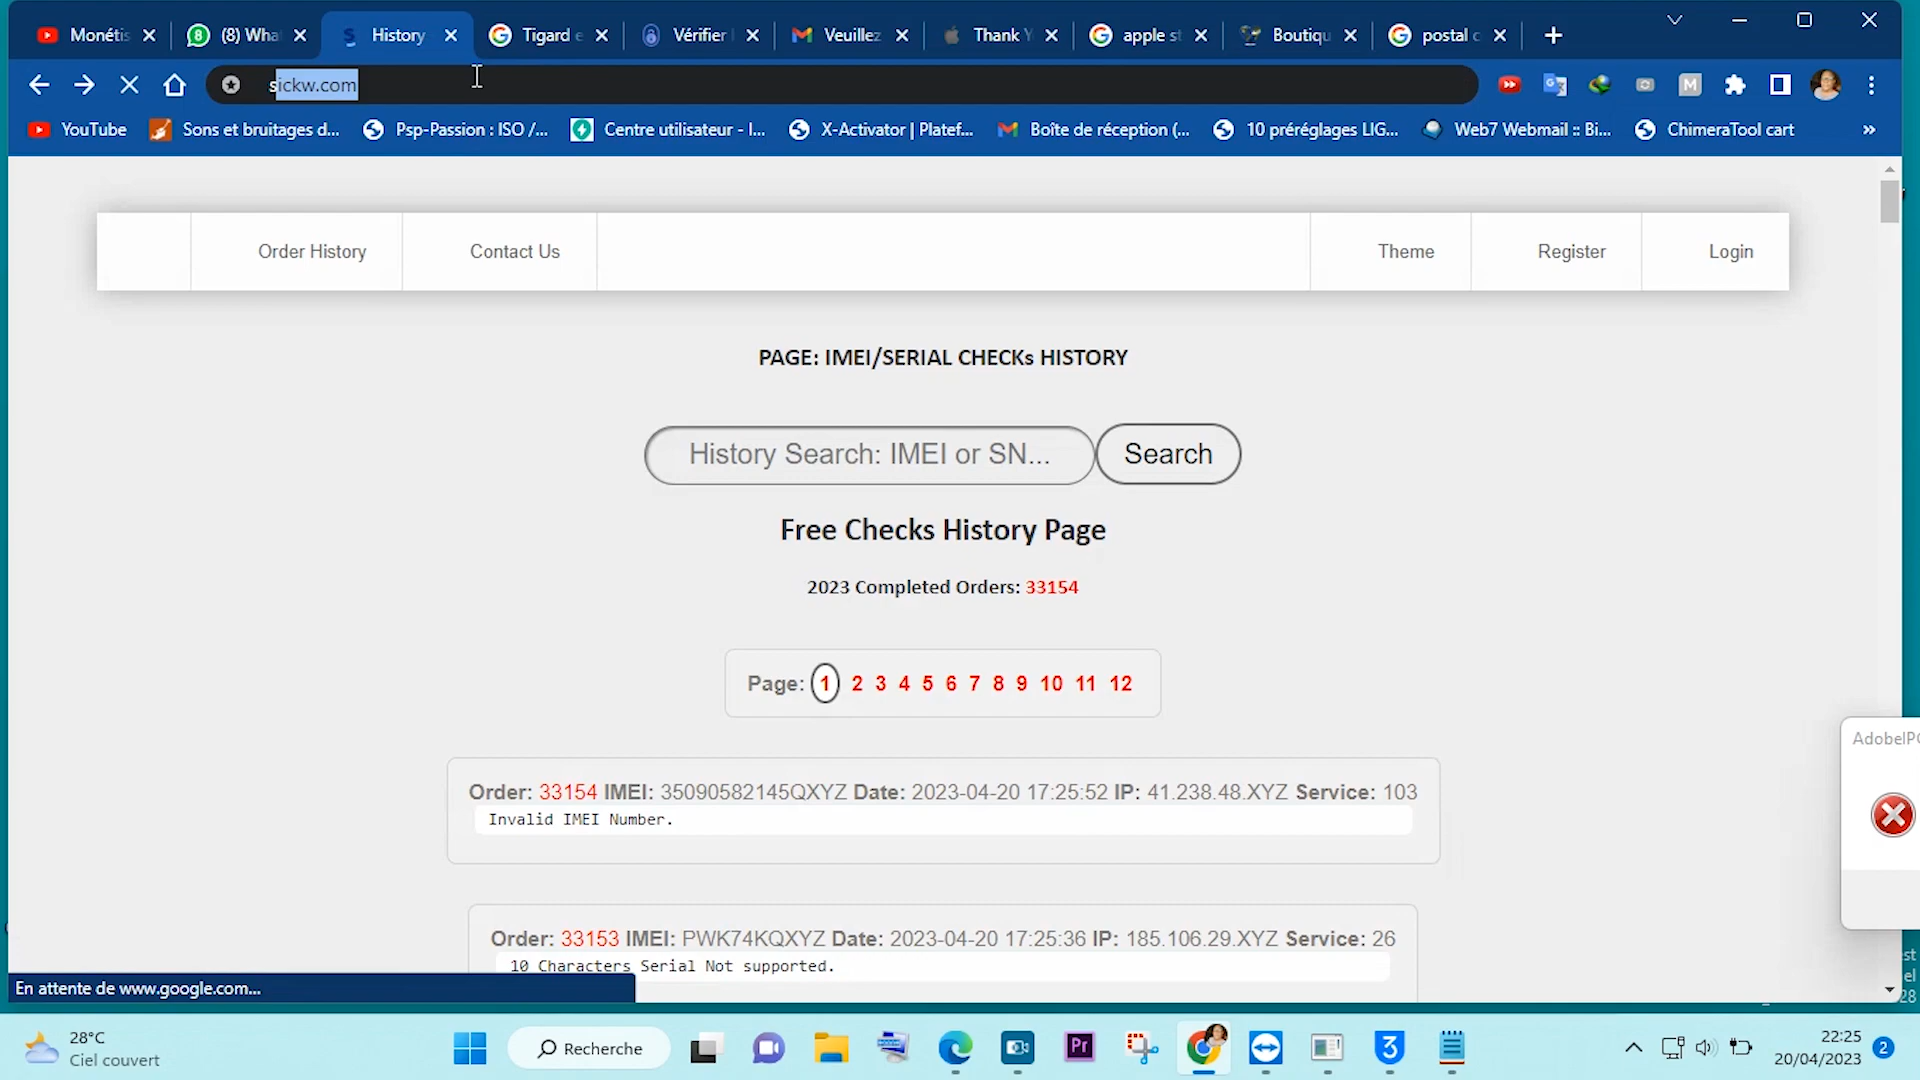 Monétis
(8) Wha
History
Tigard e
Vérifier
Veuillez
Thank Y
apple st
Boutiqu
postal c
sickw.com
YouTube
Sons et bruitages d...
Psp-Passion : ISO /...
Centre utilisateur - I...
X-Activator | Platef...
Boîte de réception (...
10 préréglages LIG...
Web7 Webmail :: Bi...
ChimeraTool cart
Order History
Contact Us
Theme
Register
Login
PAGE: IMEI/SERIAL CHECKs HISTORY
History Search: IMEI or SN...
Search
Free Checks History Page
2023 Completed Orders: 33154
Page: 1 2 3 4 5 6 7 8 9 10 11 12
AdobeIPC
Order: 33154 IMEI: 35090582145QXYZ Date: 2023-04-20 17:25:52 IP: 41.238.48.XYZ Service: 103
Invalid IMEI Number.
Order: 33153 IMEI: PWK74KQXYZ Date: 2023-04-20 17:25:36 IP: 185.106.29.XYZ Service: 26
10 Characters Serial Not supported.
En attente de www.google.com...
28°C
Ciel couvert
Recherche
Pr
22:25
20/04/2023
2